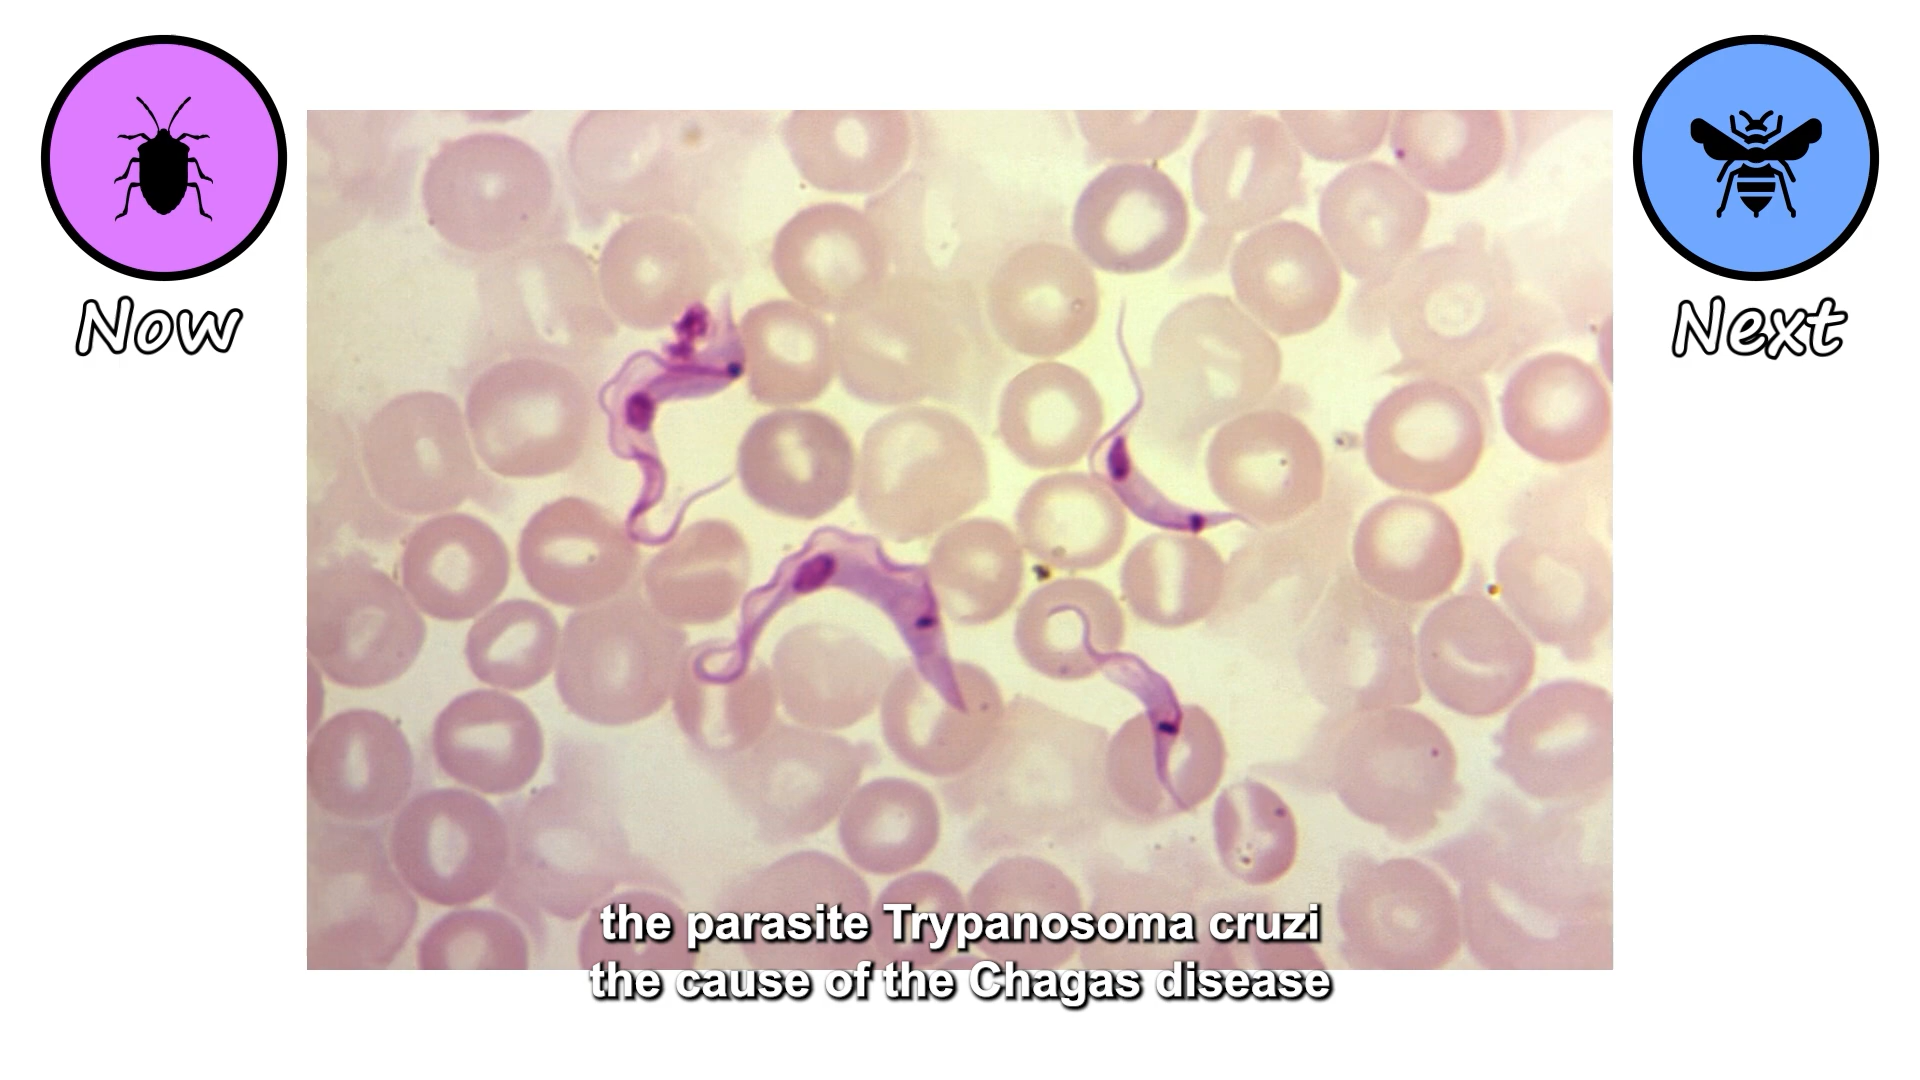 Now
Next
the parasite Trypanosoma cruzi
the cause of the Chagas disease